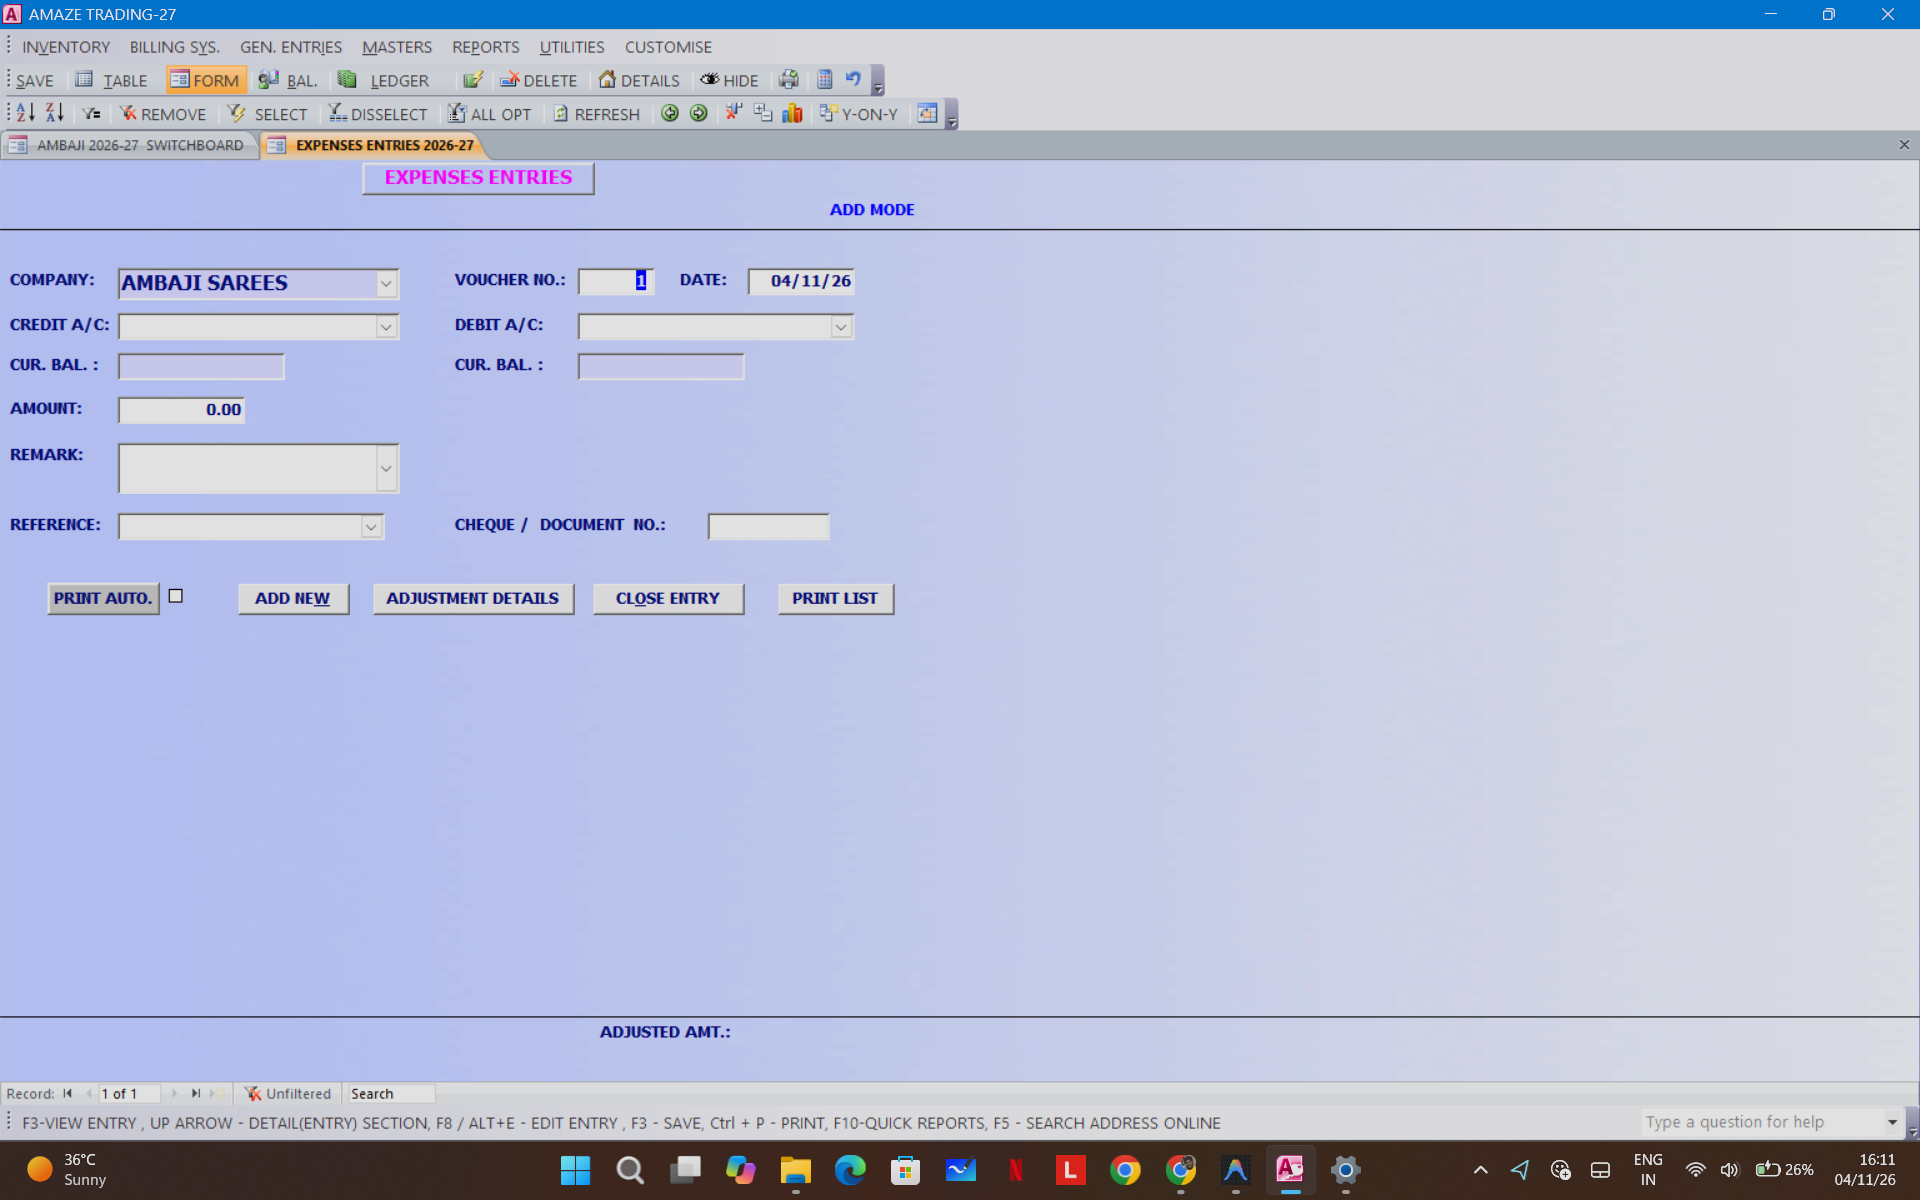 AMAZE TRADING-27
INVENTORY BILLING SYS. GEN. ENTRIES MASTERS REPORTS UTILITIES CUSTOMISE
SAVE TABLE FORM BAL. LEDGER DELETE DETAILS HIDE
REMOVE SELECT DISSELECT ALL OPT REFRESH Y-ON-Y
AMBAJI 2026-27 SWITCHBOARD EXPENSES ENTRIES 2026-27
EXPENSES ENTRIES
ADD MODE
COMPANY: AMBAJI SAREES VOUCHER NO.: 1 DATE: 04/11/26
CREDIT A/C: DEBIT A/C:
CUR. BAL. : CUR. BAL. :
AMOUNT: 0.00
REMARK:
REFERENCE: CHEQUE / DOCUMENT NO.:
PRINT AUTO. ADD NEW ADJUSTMENT DETAILS CLOSE ENTRY PRINT LIST
ADJUSTED AMT.:
Record: 1 of 1 Unfiltered Search
F3-VIEW ENTRY , UP ARROW - DETAIL(ENTRY) SECTION, F8 / ALT+E - EDIT ENTRY , F3 - SAVE, Ctrl + P - PRINT, F10-QUICK REPORTS, F5 - SEARCH ADDRESS ONLINE Type a question for help
36°C
Sunny
ENG
IN
26%
16:11
04/11/26